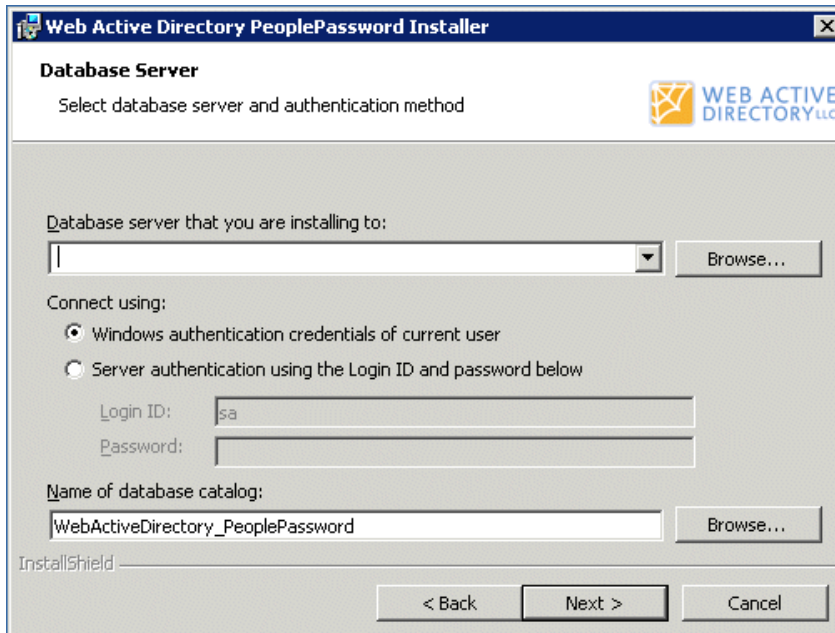 Web Active Directory PeoplePassword Installer
Database Server
Select database server and authentication method
WEB ACTIVE
DIRECTORY LLC
Database server that you are installing to:
Browse...
Connect using:
Windows authentication credentials of current user
Server authentication using the Login ID and password below
Login ID:
sa
Password:
Name of database catalog:
WebActiveDirectory_PeoplePassword
Browse...
InstallShield
< Back
Next >
Cancel